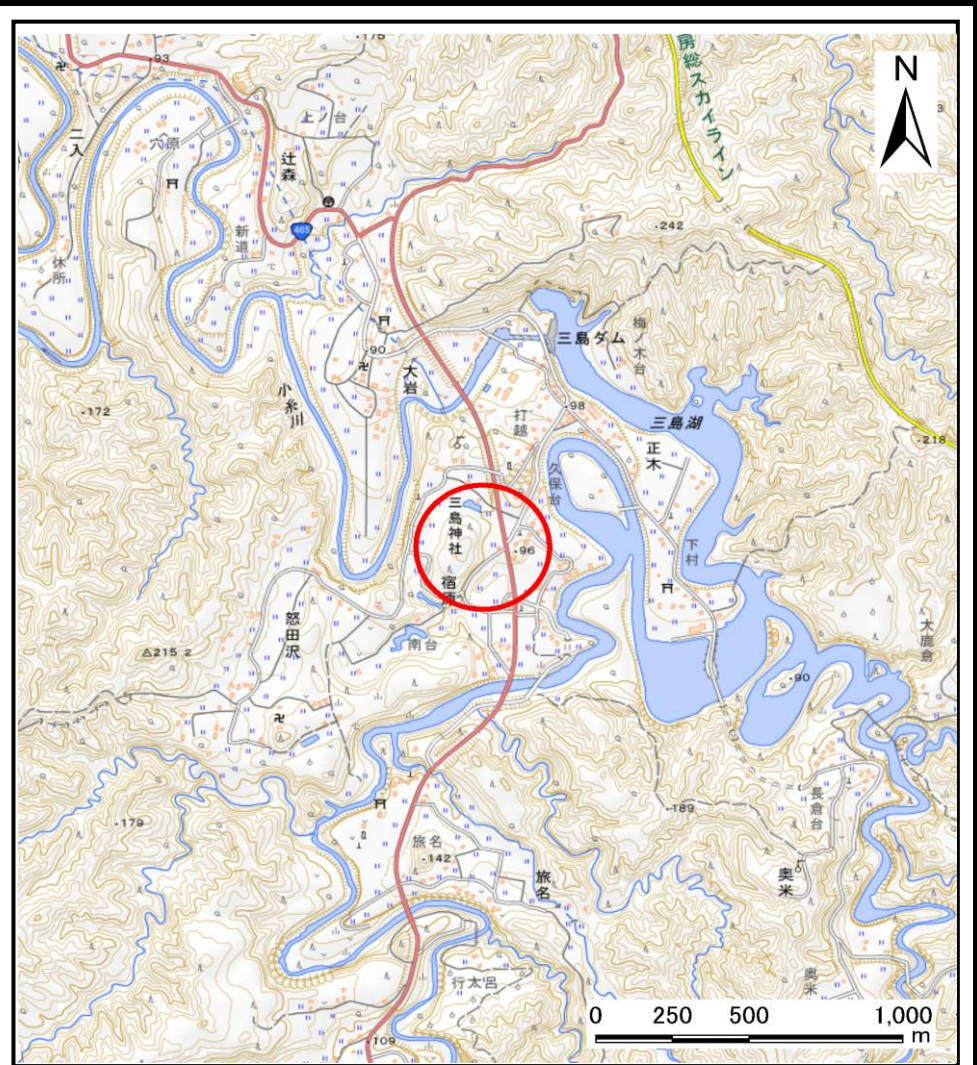 175
93
房総スカイライン
N
上ノ台
二入
穴原
辻森
465
新道
242
休所
三島ダム
梅ノ木台
90
大岩
小糸川
172
打越
98
三島湖
218
正木
久保台
三島神社
96
下村
宿原
怒田沢
南台
大鹿倉
215 2
90
長倉台
189
179
旅名
142
旅名
奥米
奥米
行太呂
109
0 250 500 1,000
m